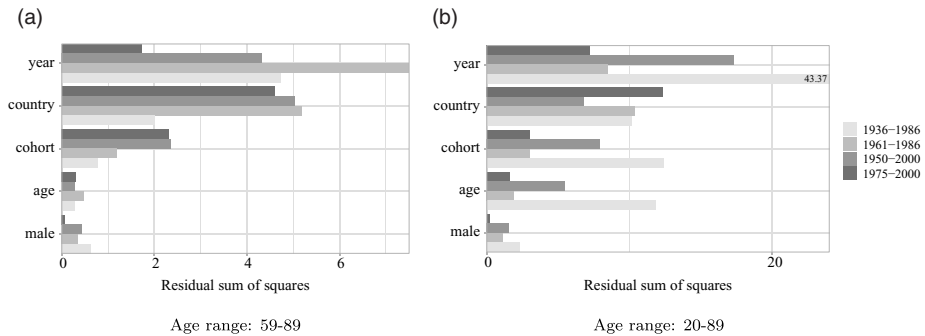 (a)
year
country
cohort
age
male
0 2 4 6
Residual sum of squares
Age range: 59-89
(b)
year
43.37
country
cohort
age
male
0 20
Residual sum of squares
Age range: 20-89
1936−1986
1961−1986
1950−2000
1975−2000